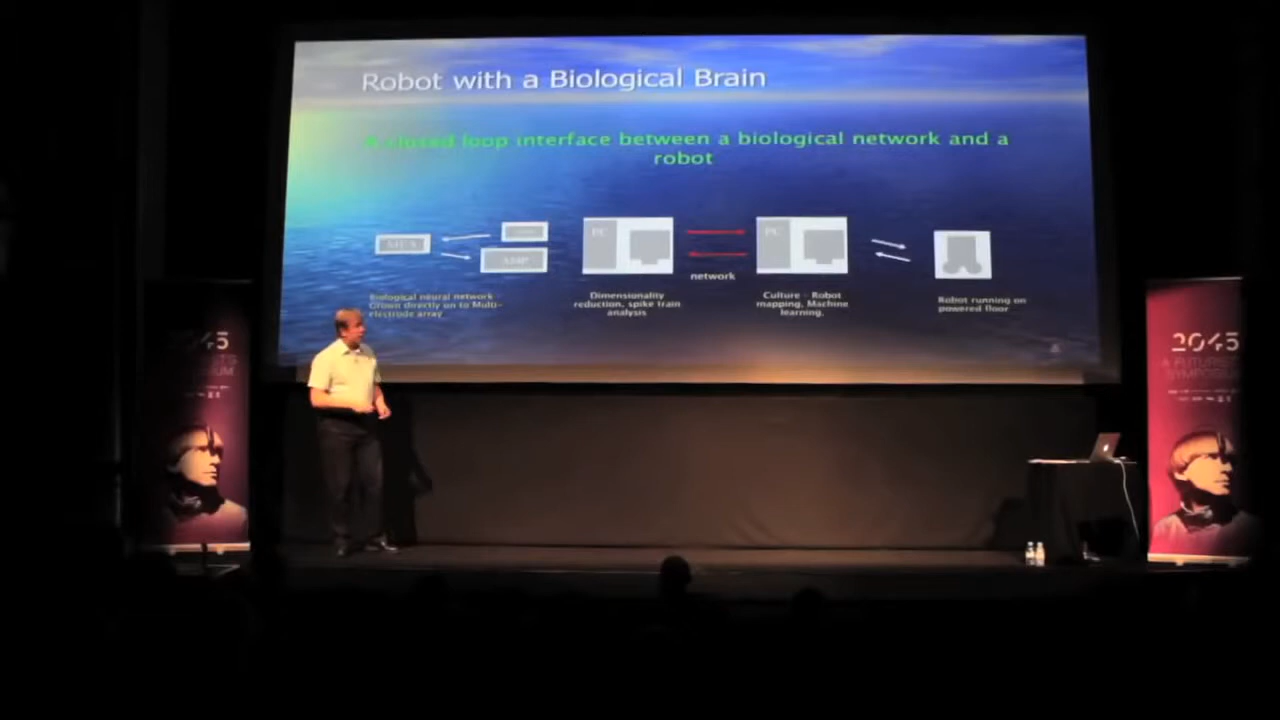 Robot with a Biological Brain
A closed loop interface between a biological network and a
robot
MEA
AMP
PC
PC
network
Biological neural network –
Grown directly on to Multi-
electrode array
Dimensionality
reduction, spike train
analysis
Culture – Robot
mapping, Machine
learning.
Robot running on
powered floor
2045
SYMPOSIUM